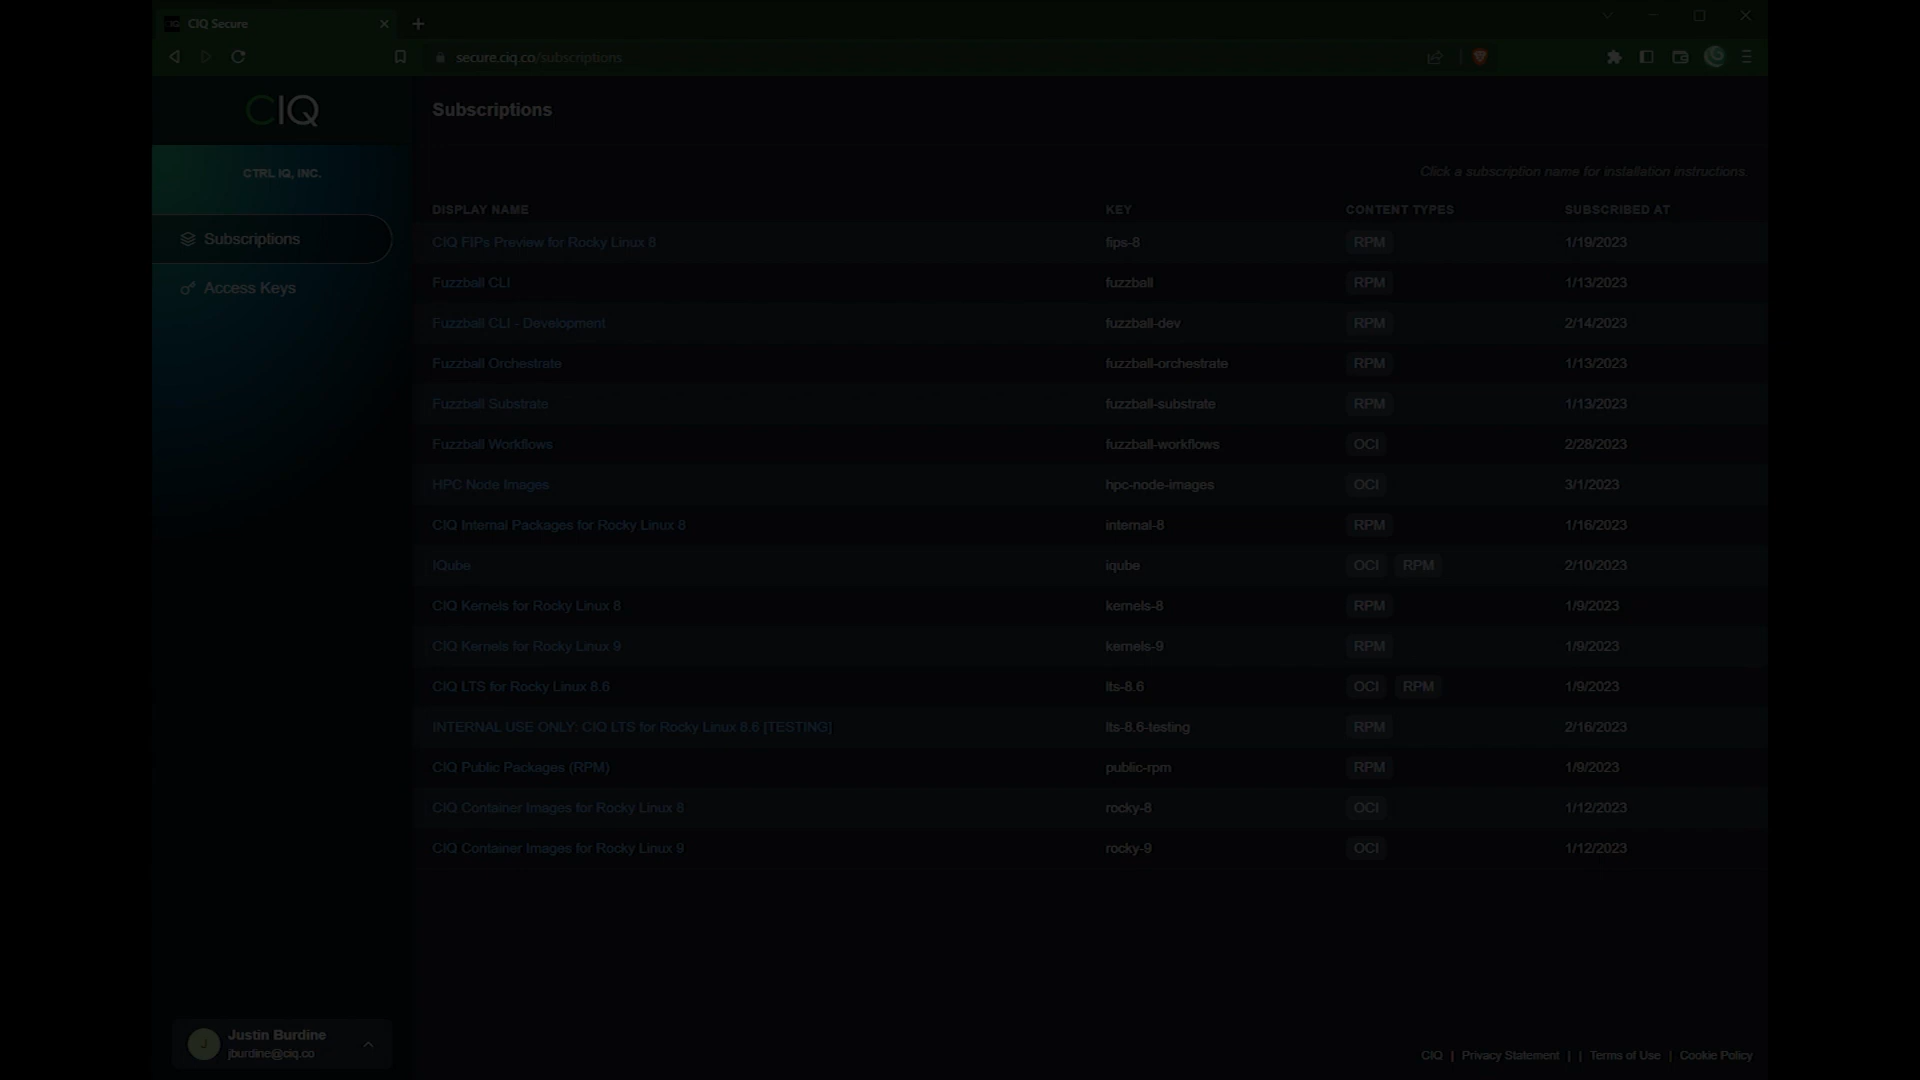 CIQ Secure
secure.ciq.co/subscriptions
CIQ
CTRL IQ, INC.
Subscriptions
Access Keys
Subscriptions
Click a subscription name for installation instructions.
DISPLAY NAME KEY CONTENT TYPES SUBSCRIBED AT
CIQ FIPs Preview for Rocky Linux 8 fips-8 RPM 1/19/2023
Fuzzball CLI fuzzball RPM 1/13/2023
Fuzzball CLI - Development fuzzball-dev RPM 2/14/2023
Fuzzball Orchestrate fuzzball-orchestrate RPM 1/13/2023
Fuzzball Substrate fuzzball-substrate RPM 1/13/2023
Fuzzball Workflows fuzzball-workflows OCI 2/28/2023
HPC Node Images hpc-node-images OCI 3/1/2023
CIQ Internal Packages for Rocky Linux 8 internal-8 RPM 1/16/2023
IQube iqube OCI RPM 2/10/2023
CIQ Kernels for Rocky Linux 8 kernels-8 RPM 1/9/2023
CIQ Kernels for Rocky Linux 9 kernels-9 RPM 1/9/2023
CIQ LTS for Rocky Linux 8.6 lts-8.6 OCI RPM 1/9/2023
INTERNAL USE ONLY: CIQ LTS for Rocky Linux 8.6 [TESTING] lts-8.6-testing RPM 2/16/2023
CIQ Public Packages (RPM) public-rpm RPM 1/9/2023
CIQ Container Images for Rocky Linux 8 rocky-8 OCI 1/12/2023
CIQ Container Images for Rocky Linux 9 rocky-9 OCI 1/12/2023
J
Justin Burdine
jburdine@ciq.co
CIQ | Privacy Statement | | Terms of Use | Cookie Policy